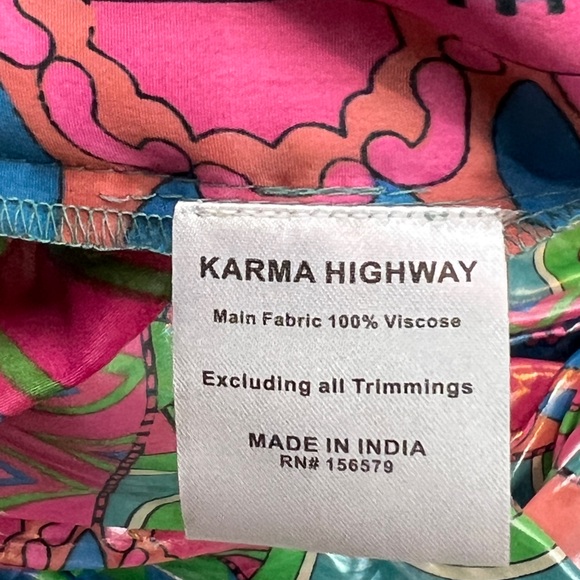 KARMA HIGHWAY
Main Fabric 100% Viscose
Excluding all Trimmings
MADE IN INDIA
RN# 156579